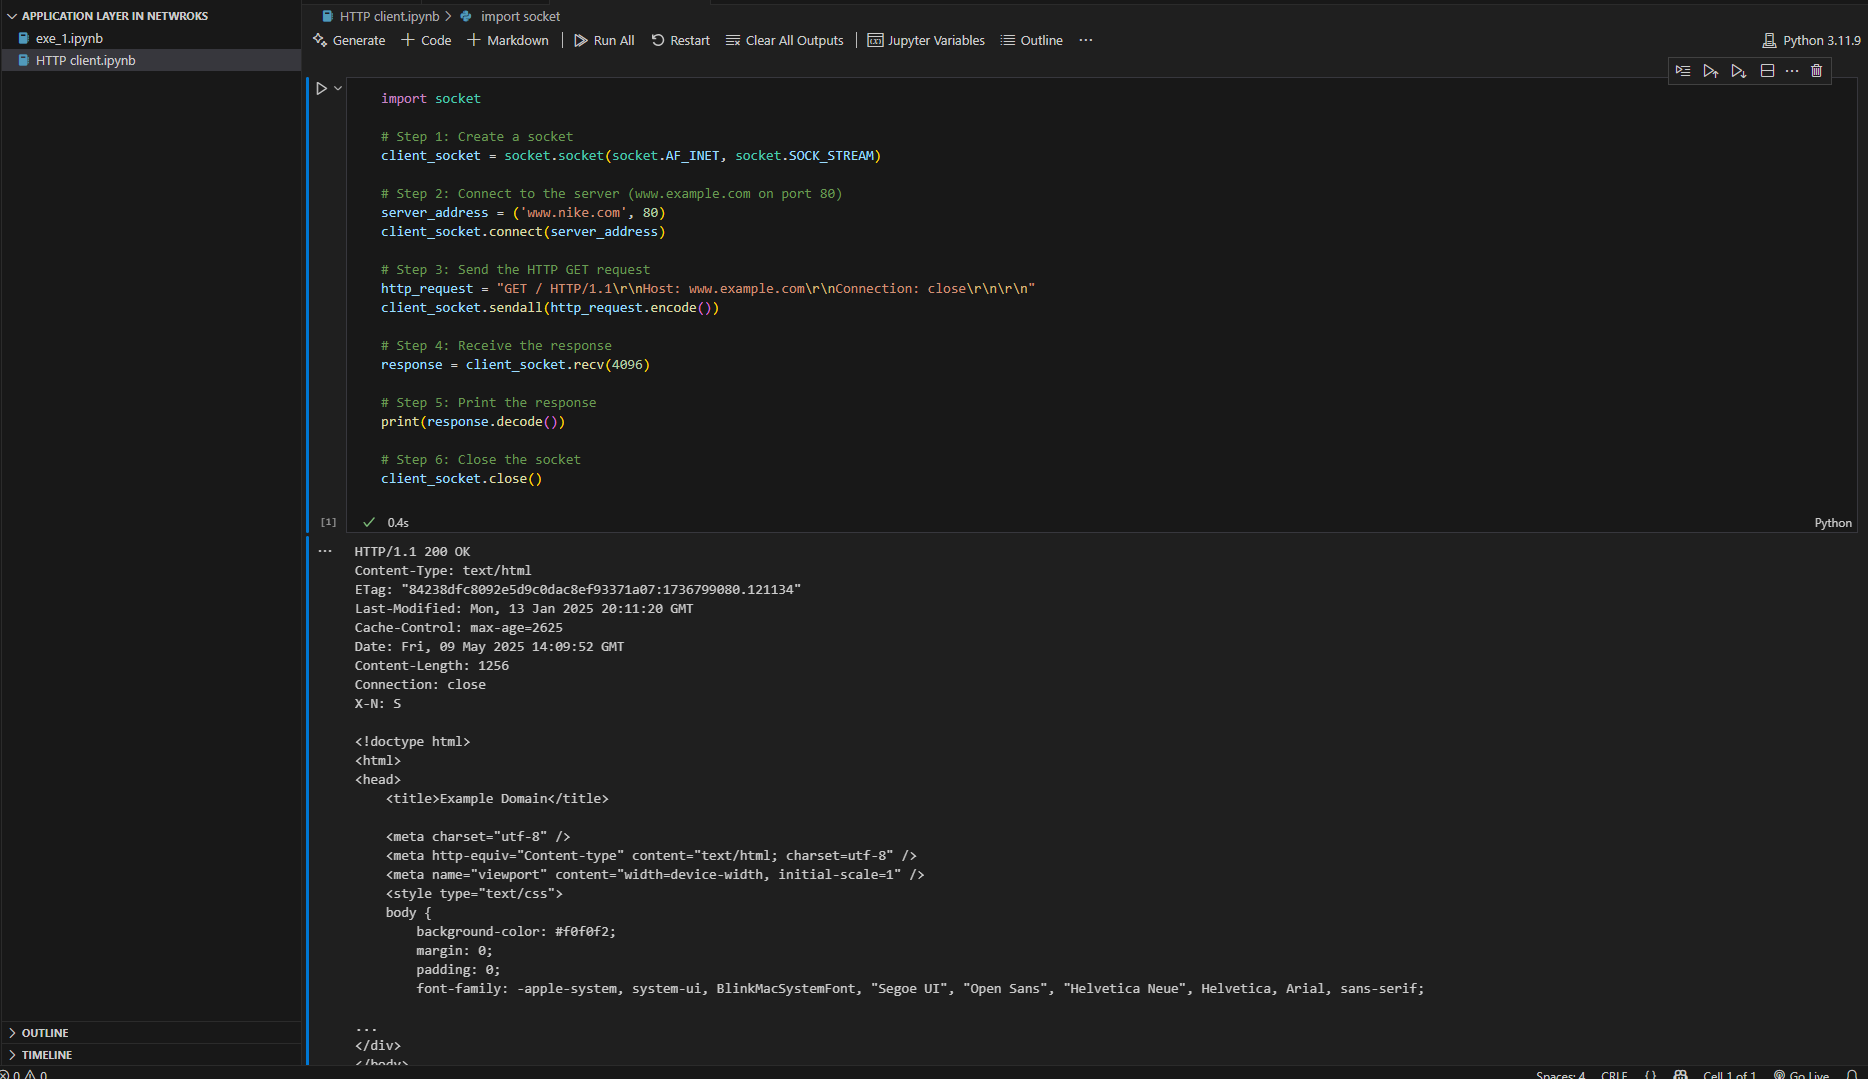 APPLICATION LAYER IN NETWROKS
exe_1.ipynb
HTTP client.ipynb
OUTLINE
TIMELINE
0 0
HTTP client.ipynb > import socket
Generate + Code + Markdown | Run All Restart Clear All Outputs | Jupyter Variables Outline ...
Python 3.11.9
import socket

# Step 1: Create a socket
client_socket = socket.socket(socket.AF_INET, socket.SOCK_STREAM)

# Step 2: Connect to the server (www.example.com on port 80)
server_address = ('www.nike.com', 80)
client_socket.connect(server_address)

# Step 3: Send the HTTP GET request
http_request = "GET / HTTP/1.1\r\nHost: www.example.com\r\nConnection: close\r\n\r\n"
client_socket.sendall(http_request.encode())

# Step 4: Receive the response
response = client_socket.recv(4096)

# Step 5: Print the response
print(response.decode())

# Step 6: Close the socket
client_socket.close()
[1] ✓ 0.4s
Python
... HTTP/1.1 200 OK
Content-Type: text/html
ETag: "84238dfc8092e5d9c0dac8ef93371a07:1736799080.121134"
Last-Modified: Mon, 13 Jan 2025 20:11:20 GMT
Cache-Control: max-age=2625
Date: Fri, 09 May 2025 14:09:52 GMT
Content-Length: 1256
Connection: close
X-N: S

<!doctype html>
<html>
<head>
    <title>Example Domain</title>

    <meta charset="utf-8" />
    <meta http-equiv="Content-type" content="text/html; charset=utf-8" />
    <meta name="viewport" content="width=device-width, initial-scale=1" />
    <style type="text/css">
    body {
        background-color: #f0f0f2;
        margin: 0;
        padding: 0;
        font-family: -apple-system, system-ui, BlinkMacSystemFont, "Segoe UI", "Open Sans", "Helvetica Neue", Helvetica, Arial, sans-serif;

...
</div>
</body>
Spaces: 4 CRLF {} Cell 1 of 1 Go Live